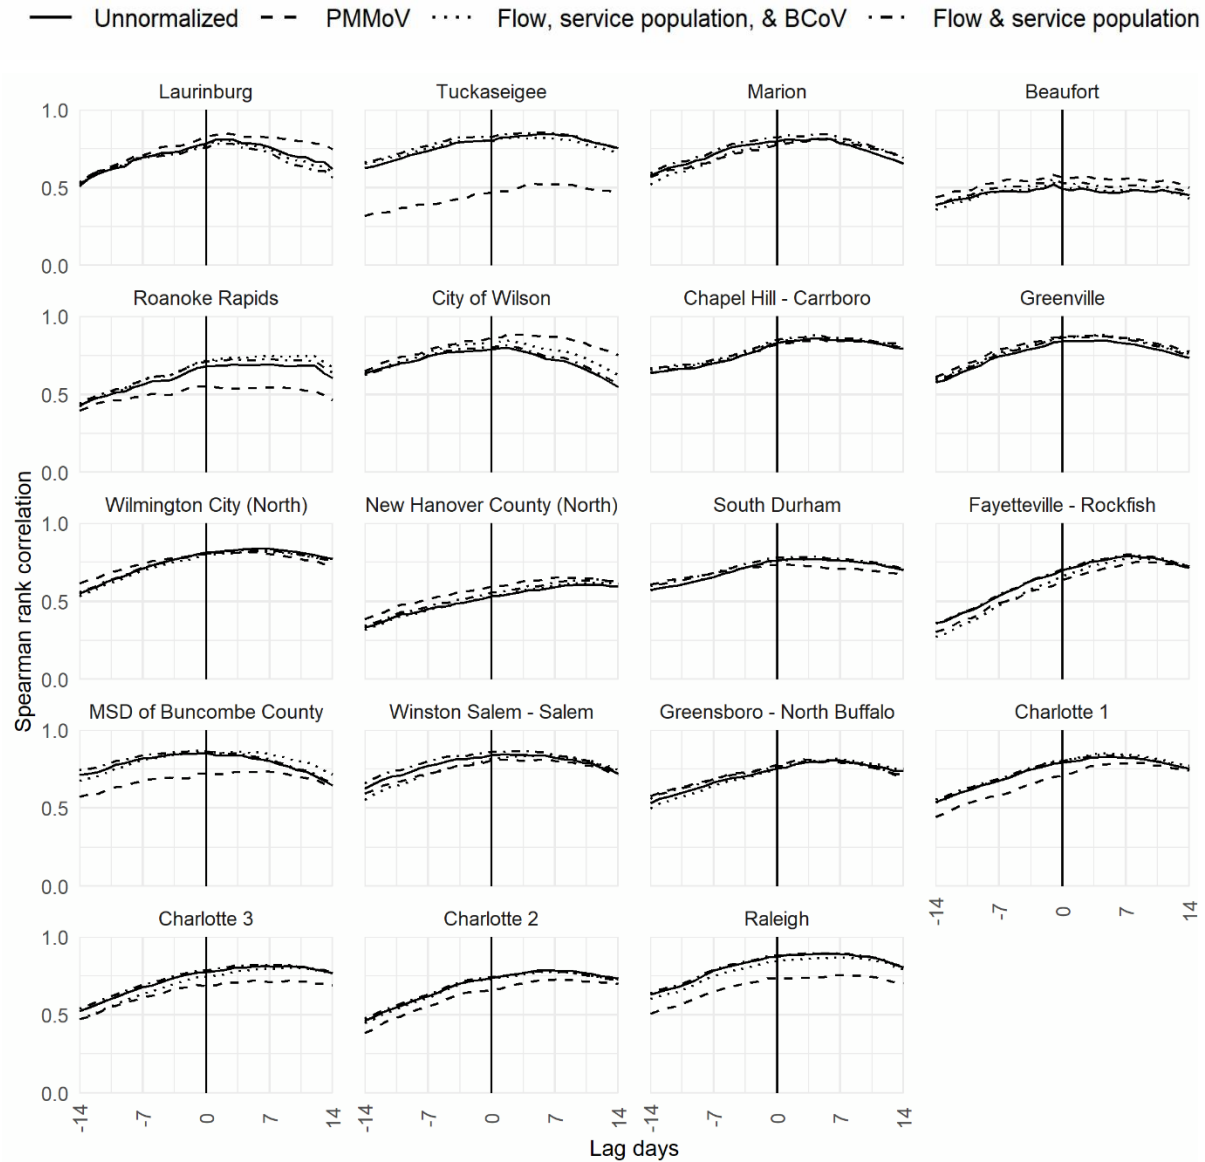 Unnormalized PMMoV Flow, service population, & BCoV Flow & service population
Laurinburg Tuckaseigee Marion Beaufort
1.0
0.5
0.0
Roanoke Rapids City of Wilson Chapel Hill - Carrboro Greenville
1.0
0.5
0.0
Wilmington City (North) New Hanover County (North) South Durham Fayetteville - Rockfish
1.0
0.5
0.0
Spearman rank correlation
MSD of Buncombe County Winston Salem - Salem Greensboro - North Buffalo Charlotte 1
1.0
0.5
0.0
-14 -7 0 7 14
Charlotte 3 Charlotte 2 Raleigh
1.0
0.5
0.0
-14 -7 0 7 14 -14 -7 0 7 14 -14 -7 0 7 14
Lag days